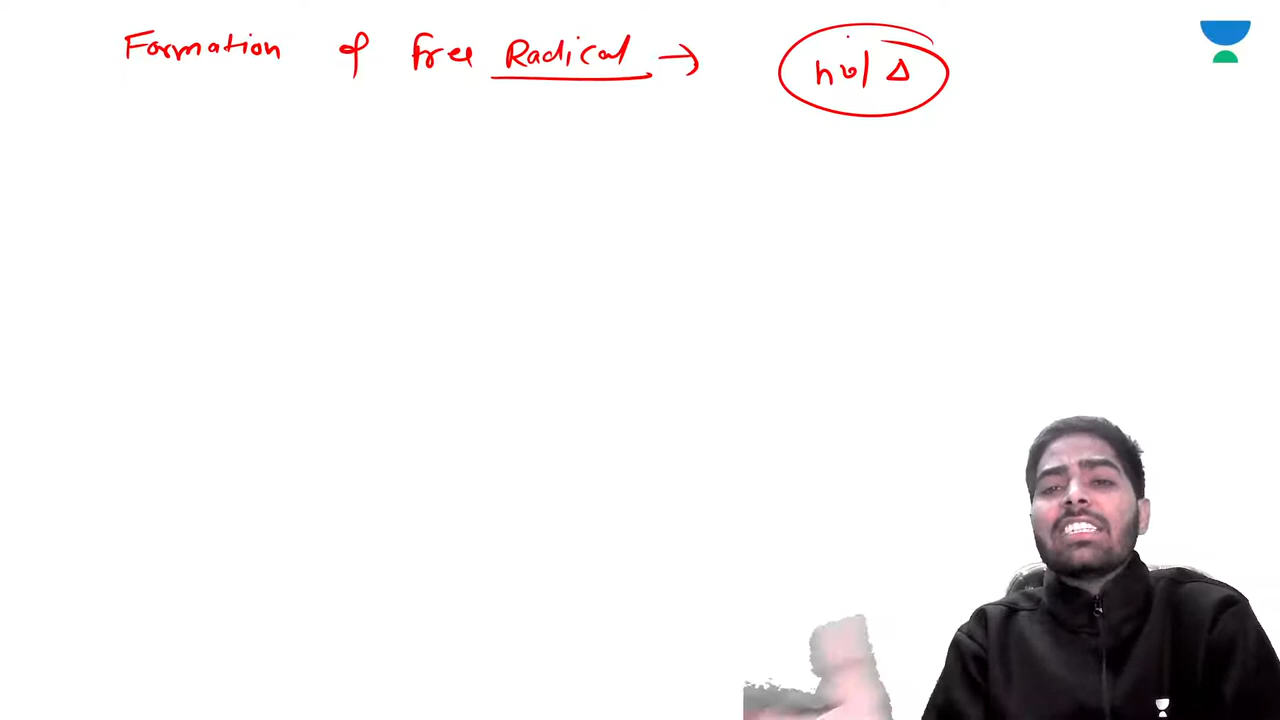 Formation of free Radical → hν/Δ